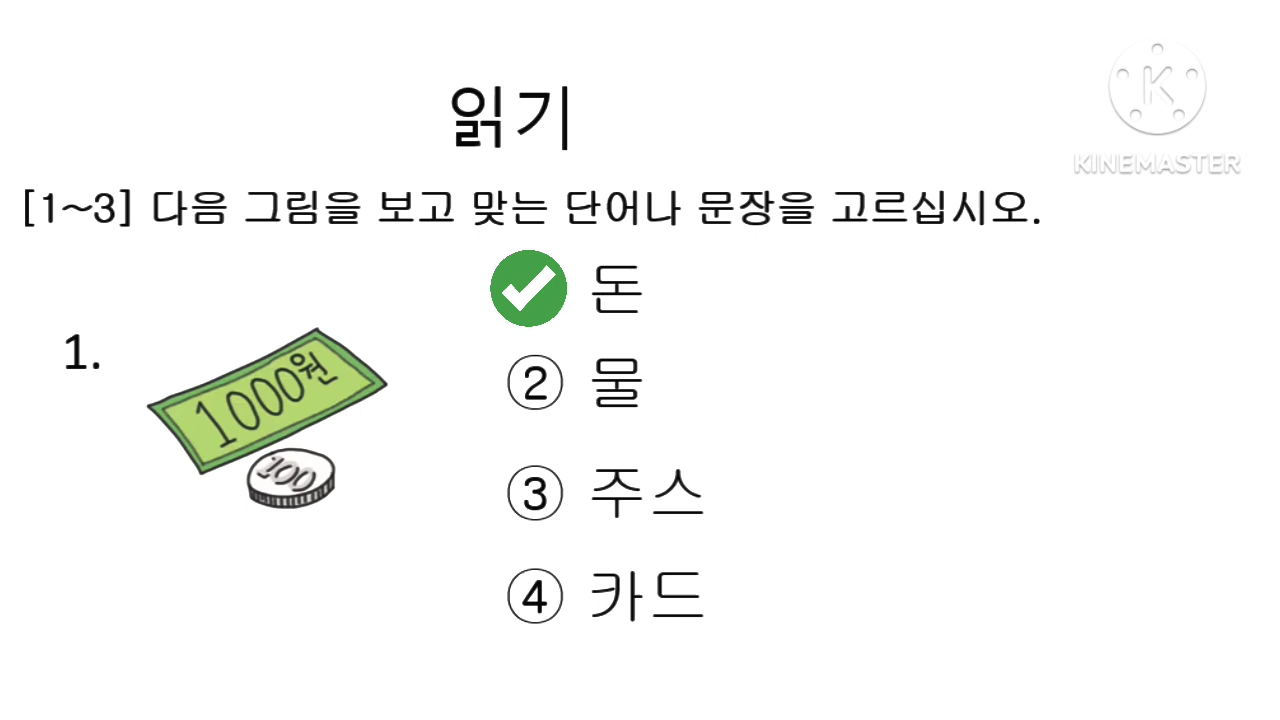 읽기
K
KINEMASTER
[1~3] 다음 그림을 보고 맞는 단어나 문장을 고르십시오.
1.
1000원
100
돈
② 물
③ 주스
④ 카드